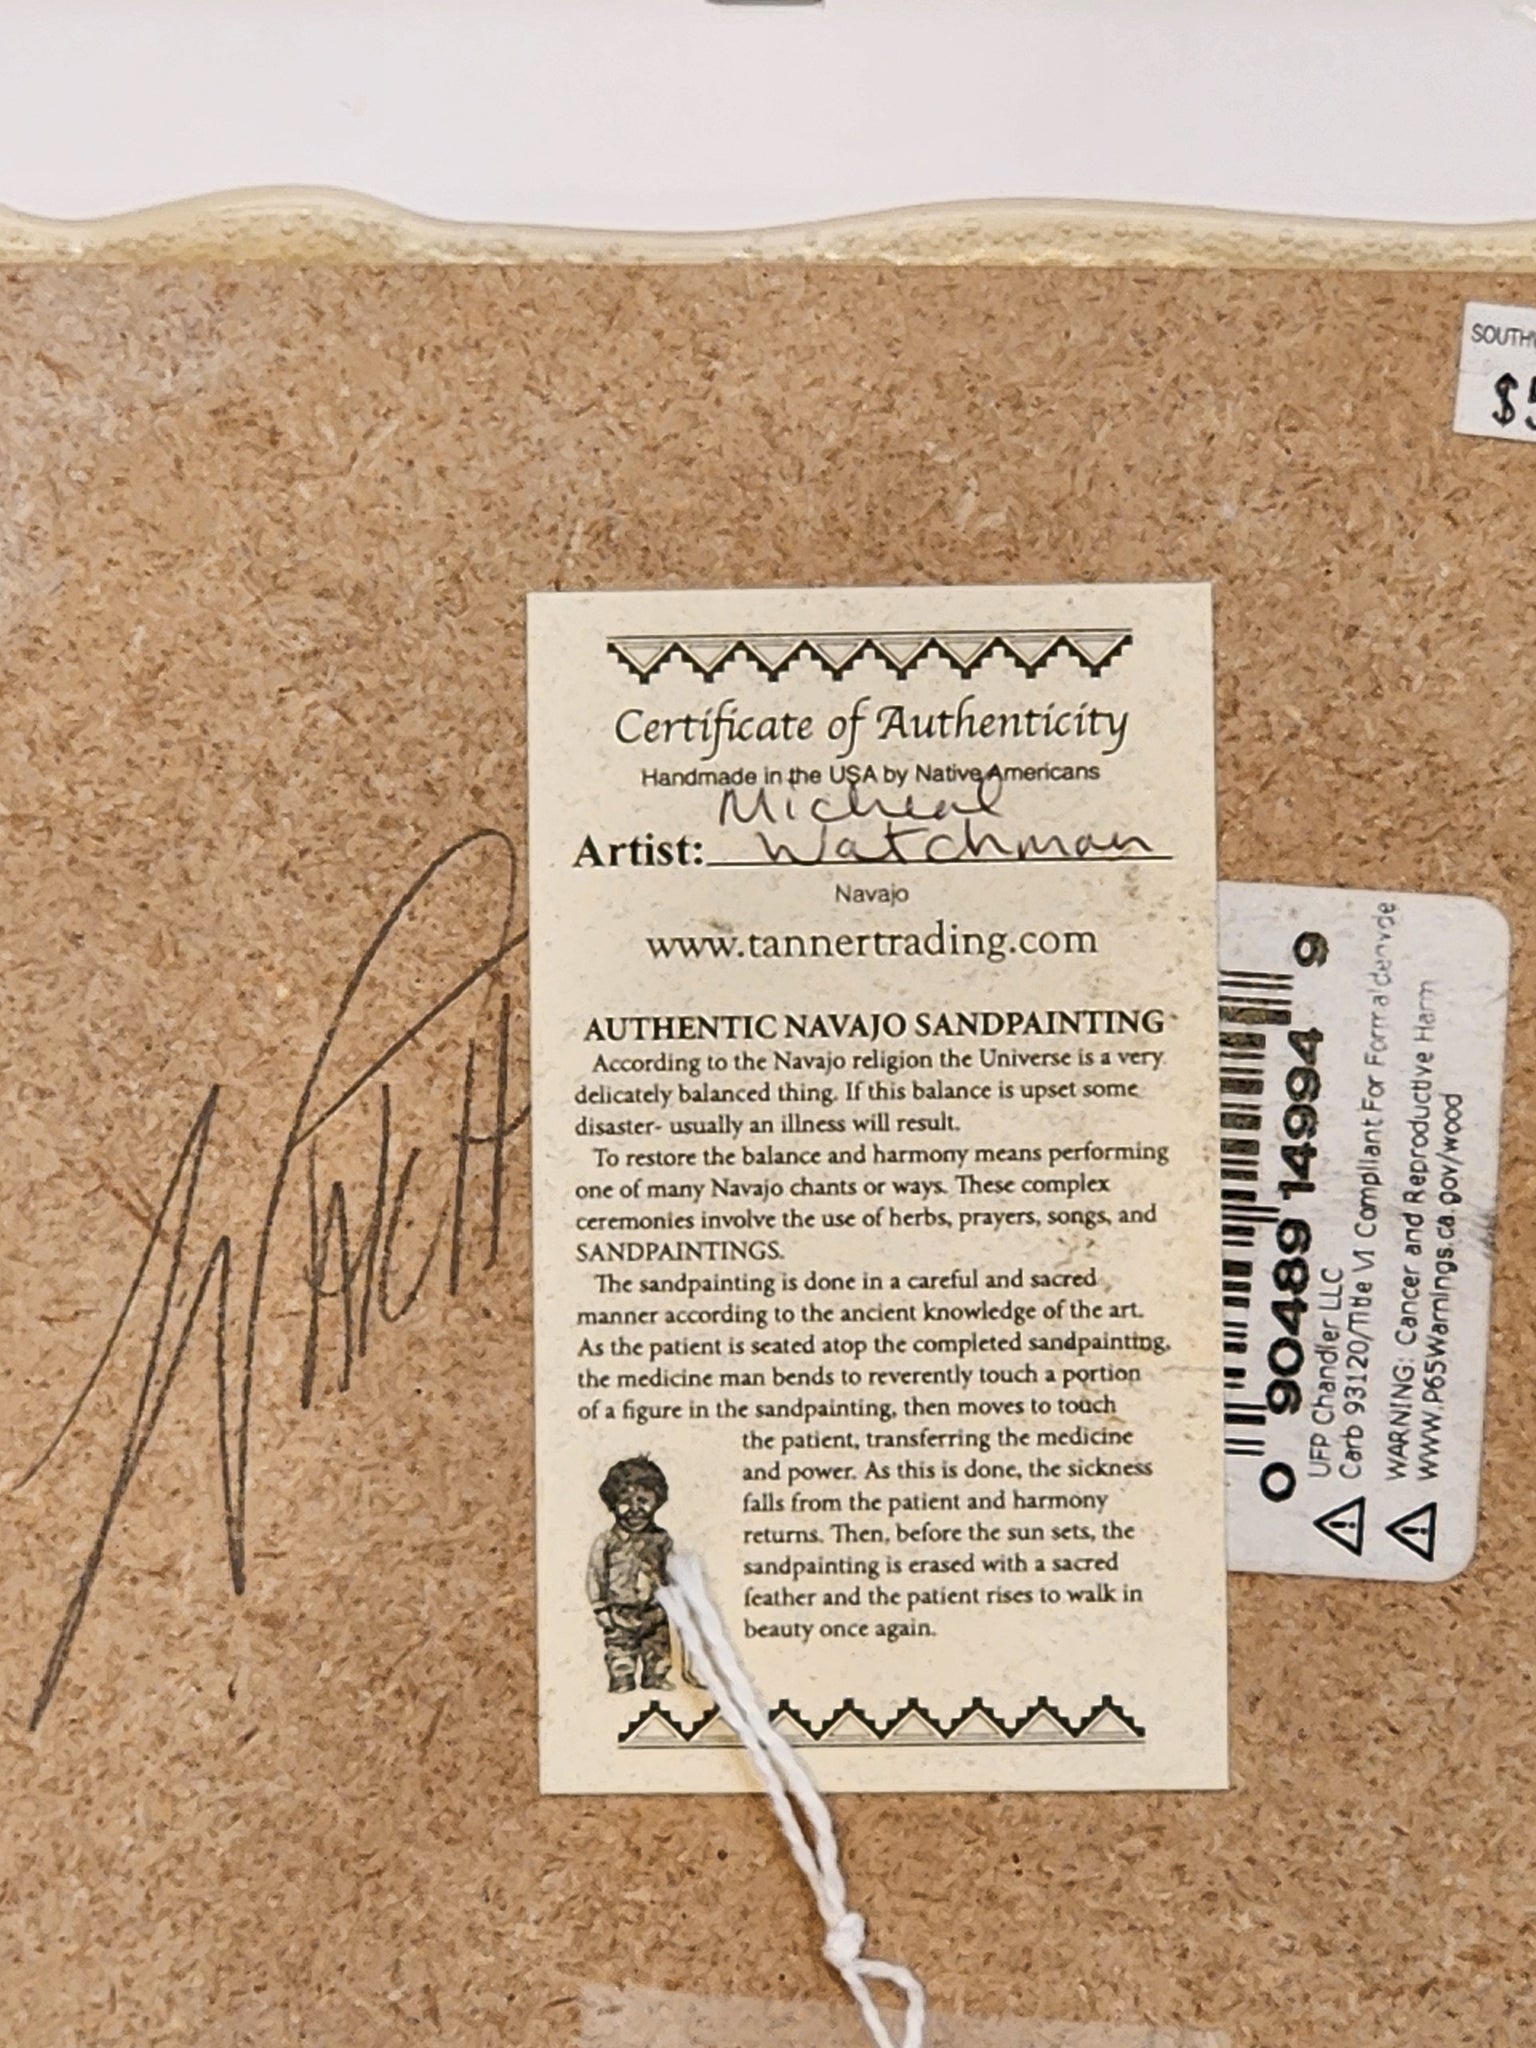 SOUTHW
$5
Certificate of Authenticity
Handmade in the USA by Native Americans
Micheal
Artist: Watchman
Navajo
www.tannertrading.com
AUTHENTIC NAVAJO SANDPAINTING
According to the Navajo religion the Universe is a very
delicately balanced thing. If this balance is upset some
disaster- usually an illness will result.
To restore the balance and harmony means performing
one of many Navajo chants or ways. These complex
ceremonies involve the use of herbs, prayers, songs, and
SANDPAINTINGS.
The sandpainting is done in a careful and sacred
manner according to the ancient knowledge of the art.
As the patient is seated atop the completed sandpainting,
the medicine man bends to reverently touch a portion
of a figure in the sandpainting, then moves to touch
the patient, transferring the medicine
and power. As this is done, the sickness
falls from the patient and harmony
returns. Then, before the sun sets, the
sandpainting is erased with a sacred
feather and the patient rises to walk in
beauty once again.
0 90489 14994 9
UFP Chandler LLC
Carb 93120/Title VI Compliant For Formaldehyde
WARNING: Cancer and Reproductive Harm
www.P65Warnings.ca.gov/wood